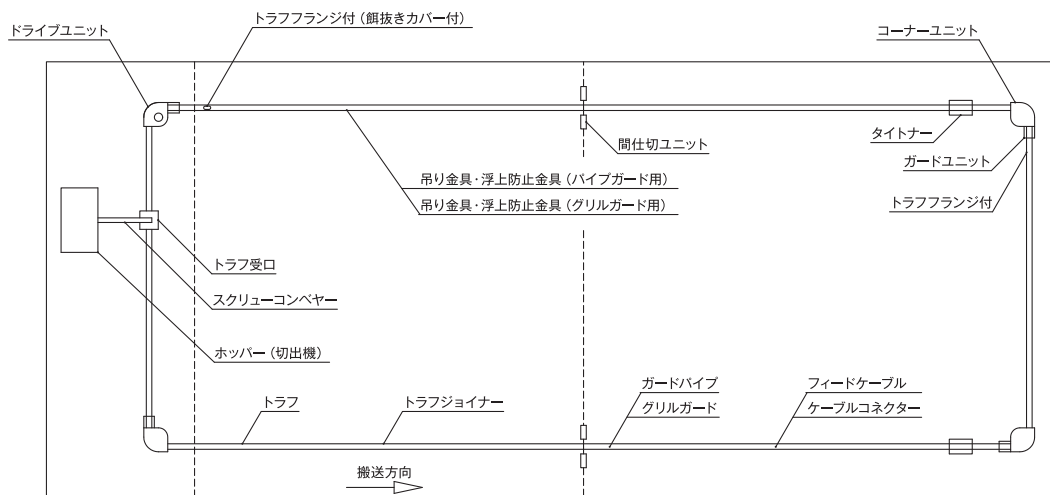 トラフフランジ付（餌抜きカバー付）
ドライブユニット
コーナーユニット
タイトナー
間仕切ユニット
ガードユニット
吊り金具・浮上防止金具（パイプガード用）
吊り金具・浮上防止金具（グリルガード用）
トラフフランジ付
トラフ受口
スクリューコンベヤー
ホッパー（切出機）
ガードパイプ
フィードケーブル
トラフ
トラフジョイナー
グリルガード
ケーブルコネクター
搬送方向